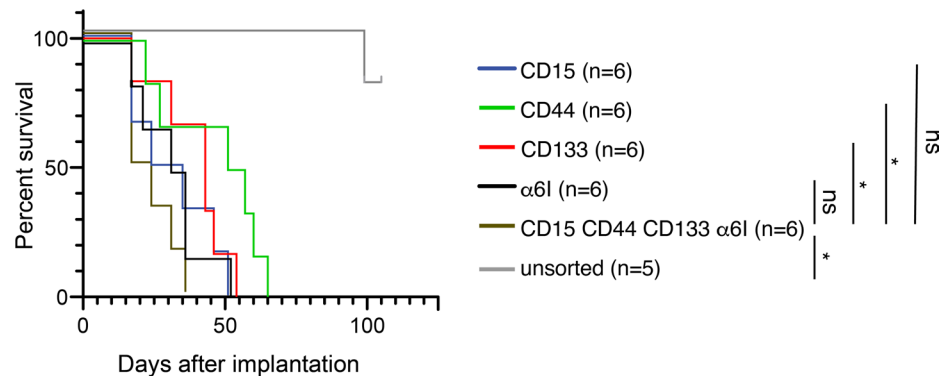 Percent survival
100
50
0
0
50
100
Days after implantation
CD15 (n=6)
CD44 (n=6)
CD133 (n=6)
α6I (n=6)
CD15 CD44 CD133 α6I (n=6)
unsorted (n=5)
ns
*
*
ns
*